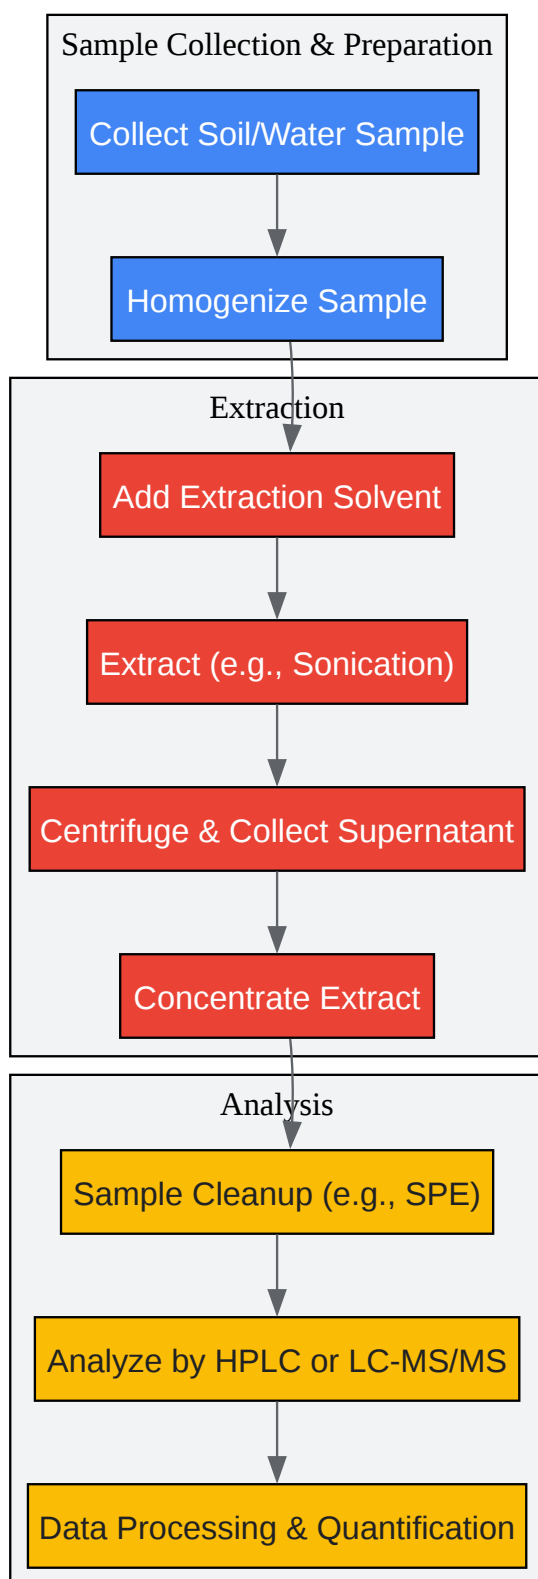 Sample Collection & Preparation
Collect Soil/Water Sample
Homogenize Sample
Extraction
Add Extraction Solvent
Extract (e.g., Sonication)
Centrifuge & Collect Supernatant
Concentrate Extract
Analysis
Sample Cleanup (e.g., SPE)
Analyze by HPLC or LC-MS/MS
Data Processing & Quantification